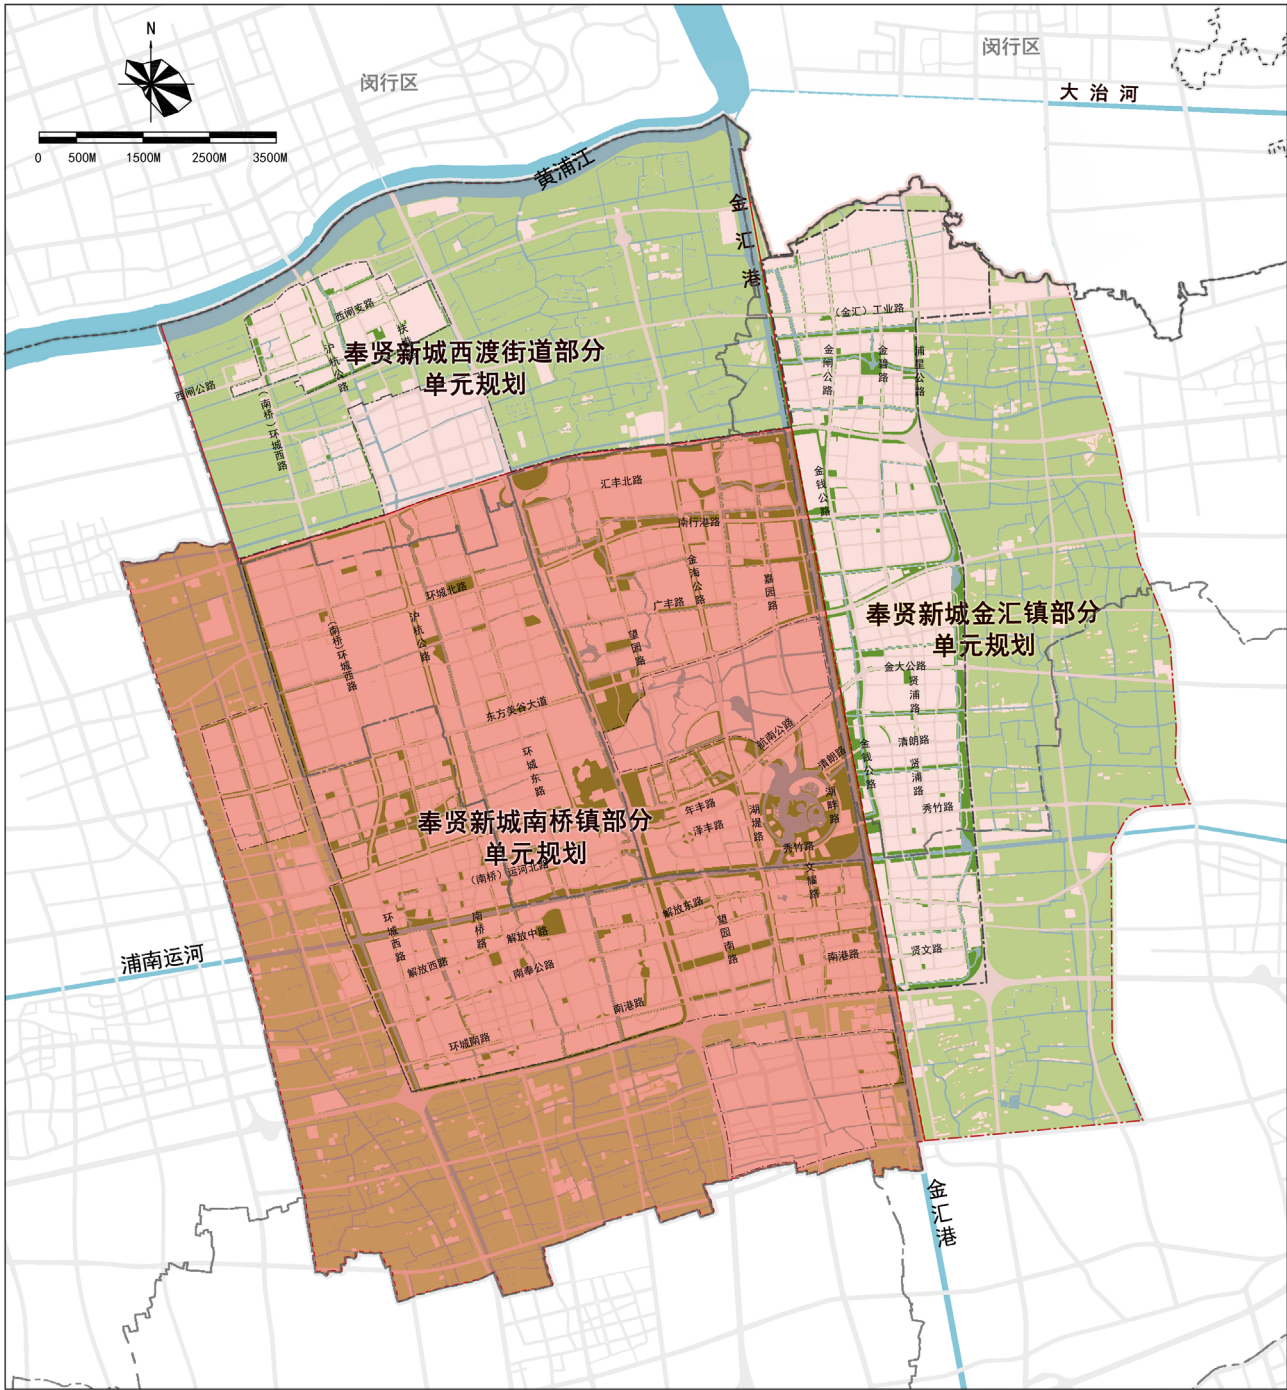 N
0 500M 1500M 2500M 3500M
闵行区
闵行区
大治河
黄浦江
金汇港
西闸支路
沪杭公路
西闸公路
(南桥)环城西路
奉贤新城西渡街道部分
单元规划
(金汇)工业路
金闸公路
金碧路
浦星公路
金钱公路
汇丰北路
南行港路
金海公路
嘉园路
广丰路
环城北路
沪杭公路
(南桥)环城西路
望园路
奉贤新城金汇镇部分
单元规划
金大公路
贤浦路
东方美谷大道
环城东路
航南公路
清朗路
金钱公路
清朗路
贤浦路
秀竹路
年丰路
泽丰路
湖堤路
湖畔路
秀竹路
奉贤新城南桥镇部分
单元规划
(南桥)运河北路
文耀路
环城西路
南桥路
解放中路
解放东路
望园南路
解放西路
南奉公路
南港路
贤文路
浦南运河
南港路
环城南路
金汇港